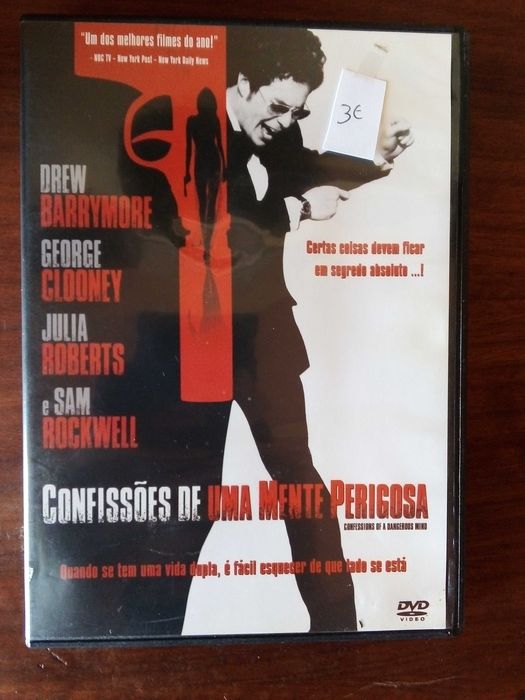 "Um dos melhores filmes do ano!"
- NBC TV - New York Post - New York Daily News
3€
DREW
BARRYMORE
GEORGE
CLOONEY
JULIA
ROBERTS
e SAM
ROCKWELL
Certas coisas devem ficar
em segredo absoluto ...!
CONFISSÕES DE UMA MENTE PERIGOSA
CONFESSIONS OF A DANGEROUS MIND
Quando se tem uma vida dupla, é fácil esquecer de que lado se está
DVD
VIDEO